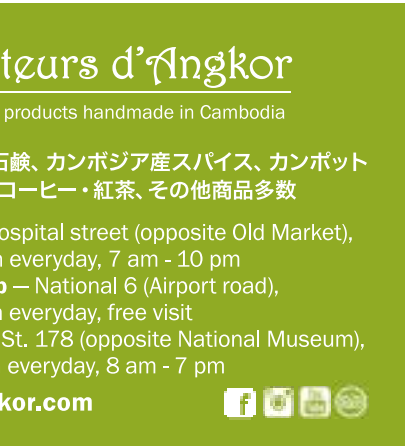 teurs d'Angkor
products handmade in Cambodia
石鹸、カンボジア産スパイス、カンポット
コーヒー・紅茶、その他商品多数
ospital street (opposite Old Market),
everyday, 7 am - 10 pm
— National 6 (Airport road),
everyday, free visit
St. 178 (opposite National Museum),
everyday, 8 am - 7 pm
kor.com